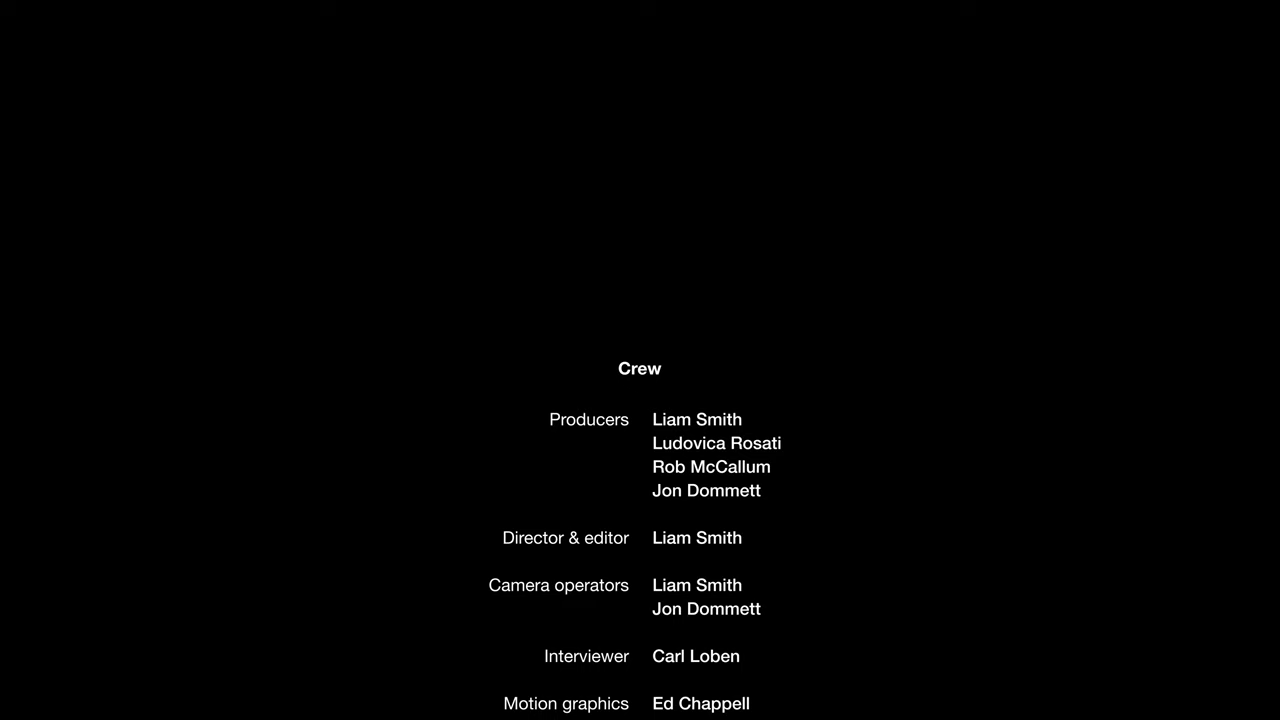 Crew
Producers Liam Smith
Ludovica Rosati
Rob McCallum
Jon Dommett
Director & editor Liam Smith
Camera operators Liam Smith
Jon Dommett
Interviewer Carl Loben
Motion graphics Ed Chappell